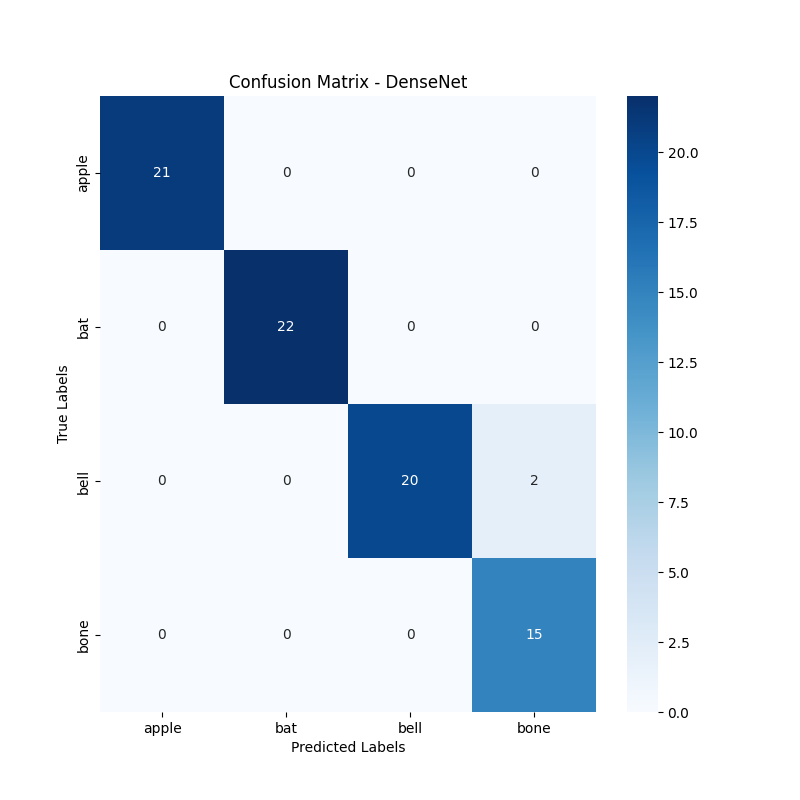 Confusion Matrix - DenseNet
True Labels
apple
21 0 0 0
bat
0 22 0 0
bell
0 0 20 2
bone
0 0 0 15
apple bat bell bone
Predicted Labels
20.0
17.5
15.0
12.5
10.0
7.5
5.0
2.5
0.0